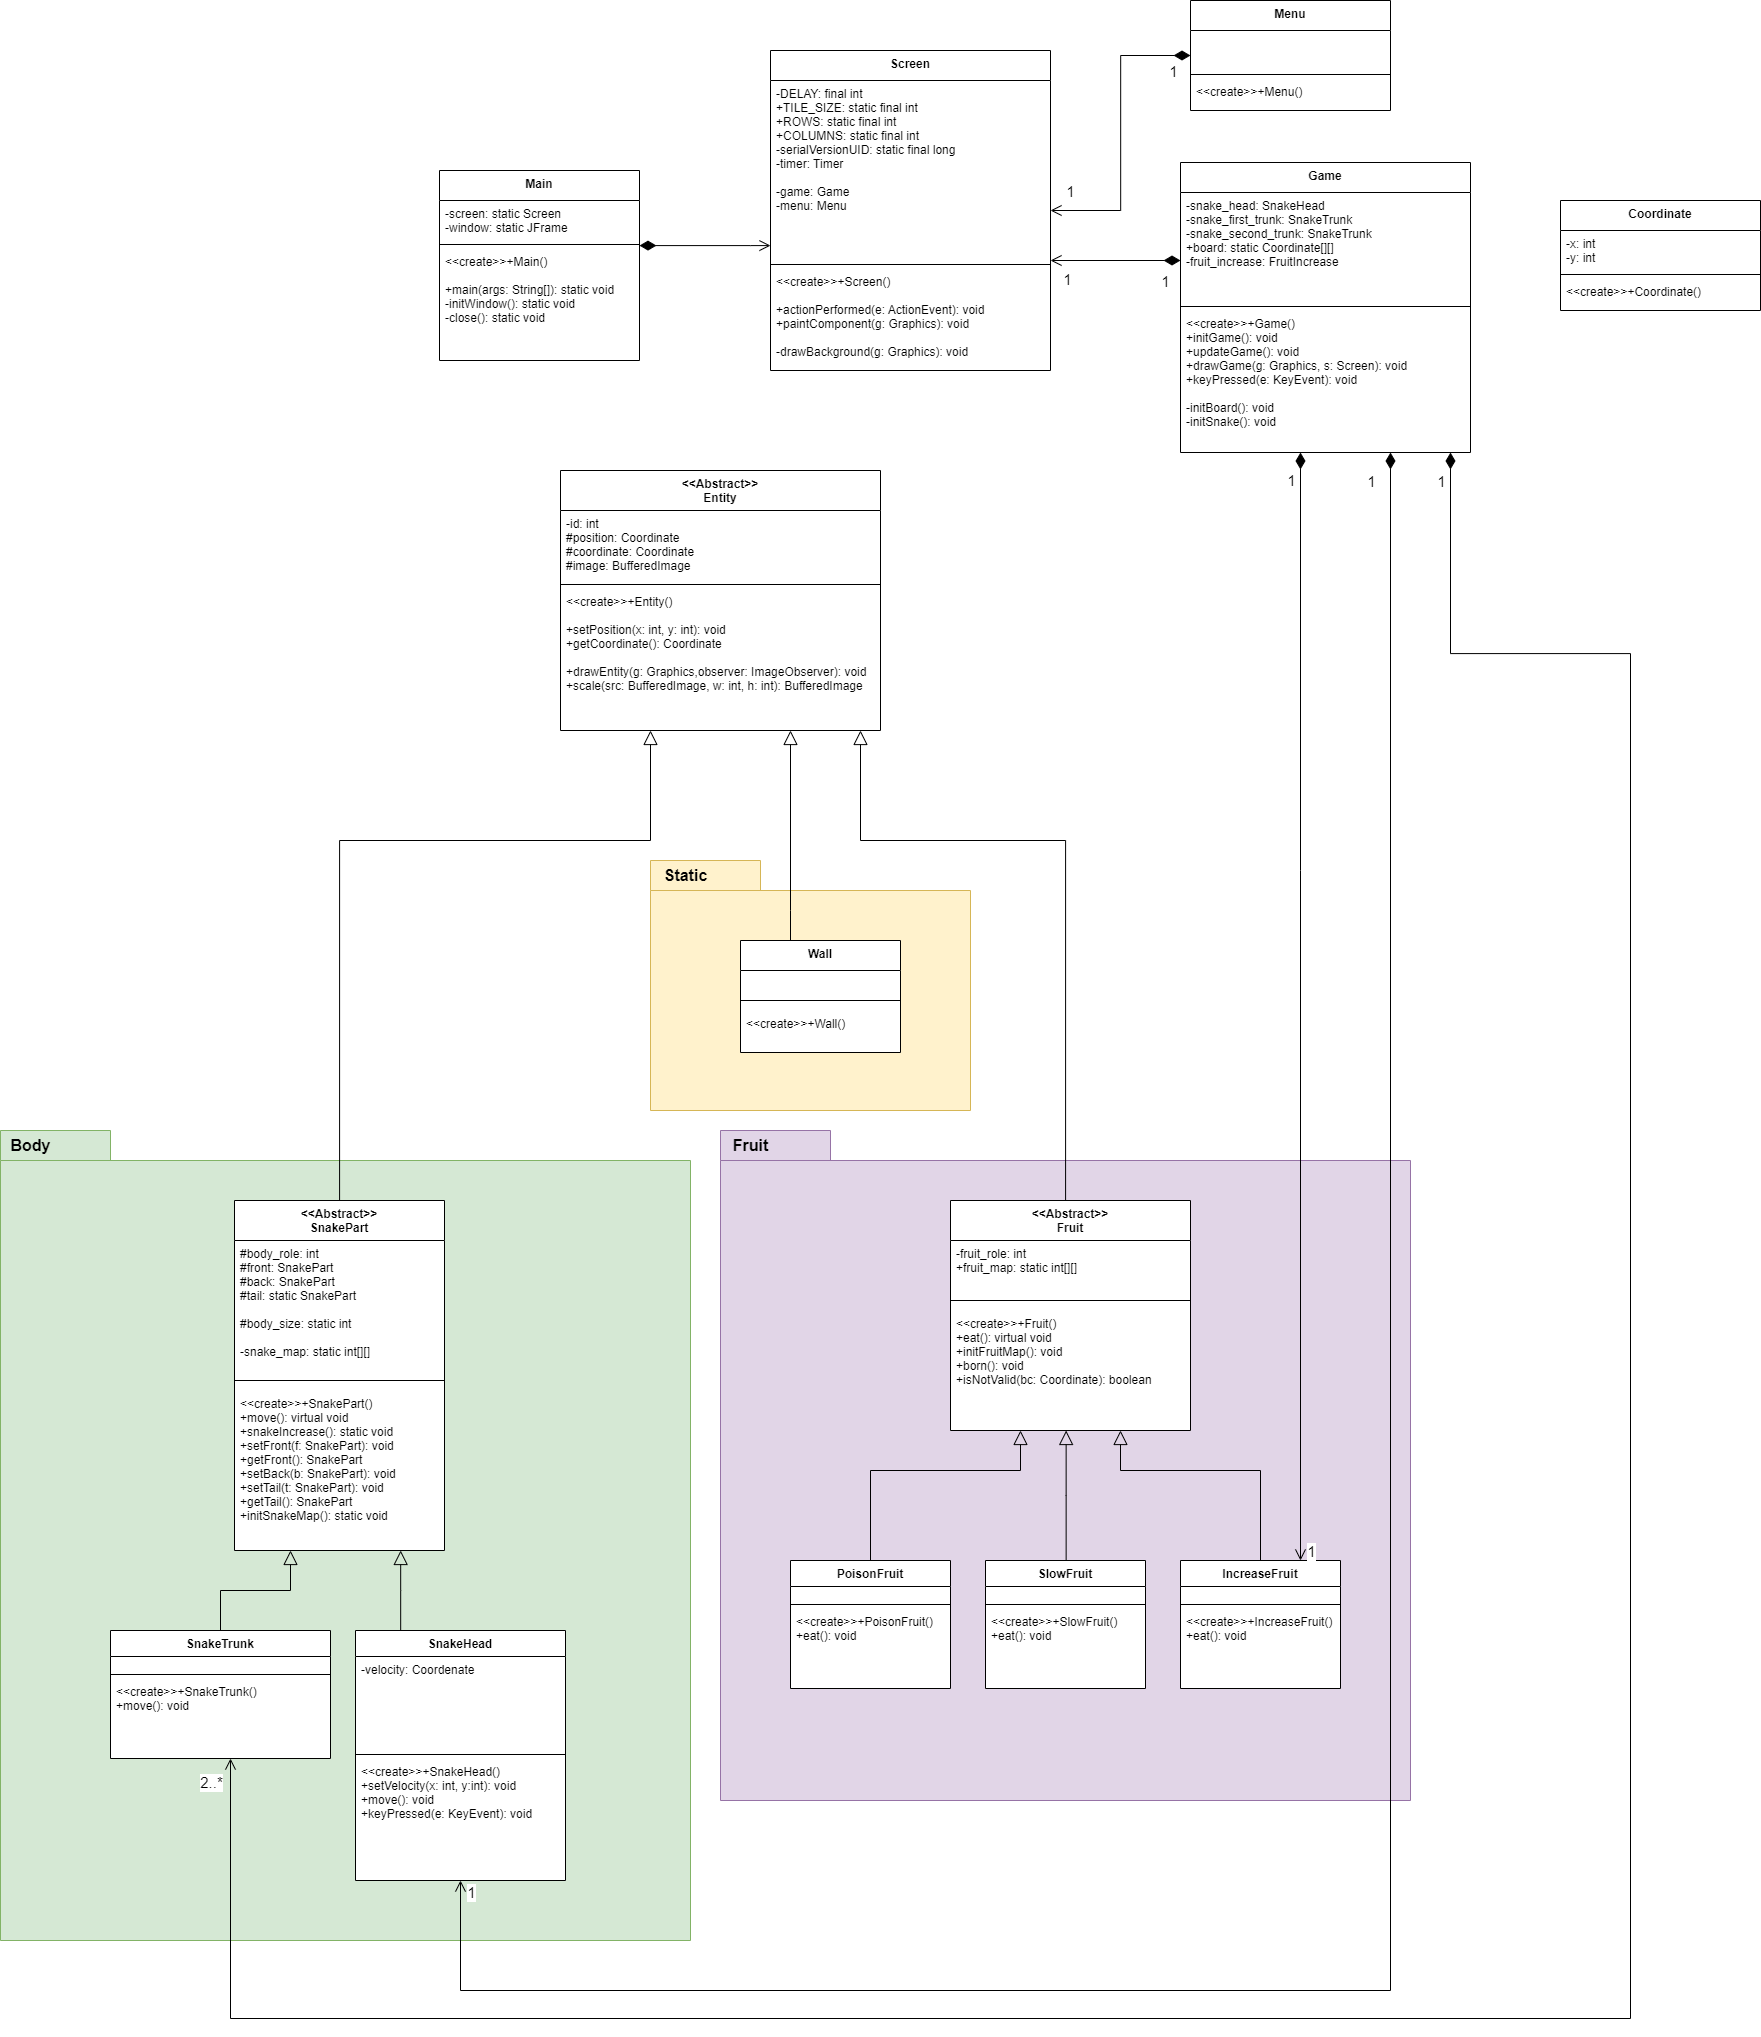 Menu
<<create>>+Menu()
1
Screen
-DELAY: final int
+TILE_SIZE: static final int
+ROWS: static final int
+COLUMNS: static final int
-serialVersionUID: static final long
-timer: Timer
-game: Game
-menu: Menu
<<create>>+Screen()
+actionPerformed(e: ActionEvent): void
+paintComponent(g: Graphics): void
-drawBackground(g: Graphics): void
1
1
1
Main
-screen: static Screen
-window: static JFrame
<<create>>+Main()
+main(args: String[]): static void
-initWindow(): static void
-close(): static void
Game
-snake_head: SnakeHead
-snake_first_trunk: SnakeTrunk
-snake_second_trunk: SnakeTrunk
+board: static Coordinate[][]
-fruit_increase: FruitIncrease
<<create>>+Game()
+initGame(): void
+updateGame(): void
+drawGame(g: Graphics, s: Screen): void
+keyPressed(e: KeyEvent): void
-initBoard(): void
-initSnake(): void
1
1
1
Coordinate
-x: int
-y: int
<<create>>+Coordinate()
<<Abstract>>
Entity
-id: int
#position: Coordinate
#coordinate: Coordinate
#image: BufferedImage
<<create>>+Entity()
+setPosition(x: int, y: int): void
+getCoordinate(): Coordinate
+drawEntity(g: Graphics,observer: ImageObserver): void
+scale(src: BufferedImage, w: int, h: int): BufferedImage
Static
Wall
<<create>>+Wall()
Body
<<Abstract>>
SnakePart
#body_role: int
#front: SnakePart
#back: SnakePart
#tail: static SnakePart
#body_size: static int
-snake_map: static int[][]
<<create>>+SnakePart()
+move(): virtual void
+snakeIncrease(): static void
+setFront(f: SnakePart): void
+getFront(): SnakePart
+setBack(b: SnakePart): void
+setTail(t: SnakePart): void
+getTail(): SnakePart
+initSnakeMap(): static void
SnakeTrunk
<<create>>+SnakeTrunk()
+move(): void
2..*
SnakeHead
-velocity: Coordenate
<<create>>+SnakeHead()
+setVelocity(x: int, y:int): void
+move(): void
+keyPressed(e: KeyEvent): void
1
Fruit
<<Abstract>>
Fruit
-fruit_role: int
+fruit_map: static int[][]
<<create>>+Fruit()
+eat(): virtual void
+initFruitMap(): void
+born(): void
+isNotValid(bc: Coordinate): boolean
PoisonFruit
<<create>>+PoisonFruit()
+eat(): void
SlowFruit
<<create>>+SlowFruit()
+eat(): void
1
IncreaseFruit
<<create>>+IncreaseFruit()
+eat(): void